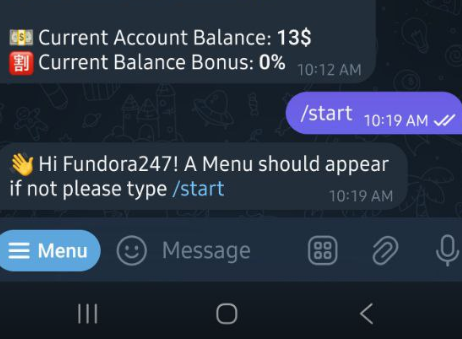 💵 Current Account Balance: 13$
🈹 Current Balance Bonus: 0% 10:12 AM
/start 10:19 AM
👋 Hi Fundora247! A Menu should appear
if not please type /start
10:19 AM
Menu
Message